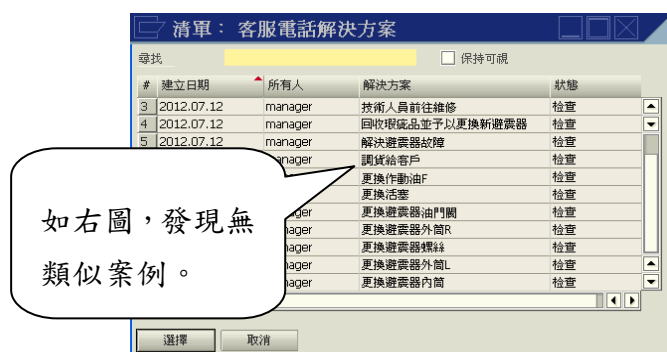 清單： 客服電話解決方案
尋找
保持可視
# 建立日期 所有人 解決方案 狀態
3 2012.07.12 manager 技術人員前往維修 檢查
4 2012.07.12 manager 回收瑕疵品並予以更換新避震器 檢查
5 2012.07.12 manager 解決避震器故障 檢查
manager 調貨給客戶 檢查
更換作動油F 檢查
更換活塞 檢查
nager 更換避震器油門閥 檢查
nager 更換避震器外筒R 檢查
nager 更換避震器螺絲 檢查
nager 更換避震器外筒L 檢查
nager 更換避震器內筒 檢查
如右圖，發現無
類似案例。
選擇 取消